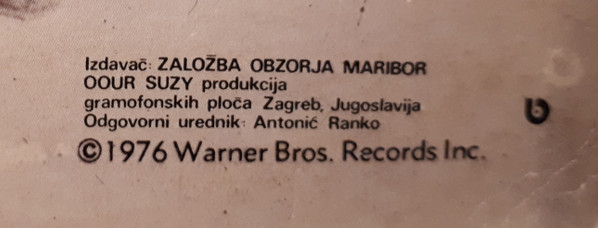 Izdavač: ZALOŽBA OBZORJA MARIBOR
OOUR SUZY produkcija
gramofonskih ploča Zagreb, Jugoslavija
Odgovorni urednik: Antonić Ranko
©1976 Warner Bros. Records Inc.
b